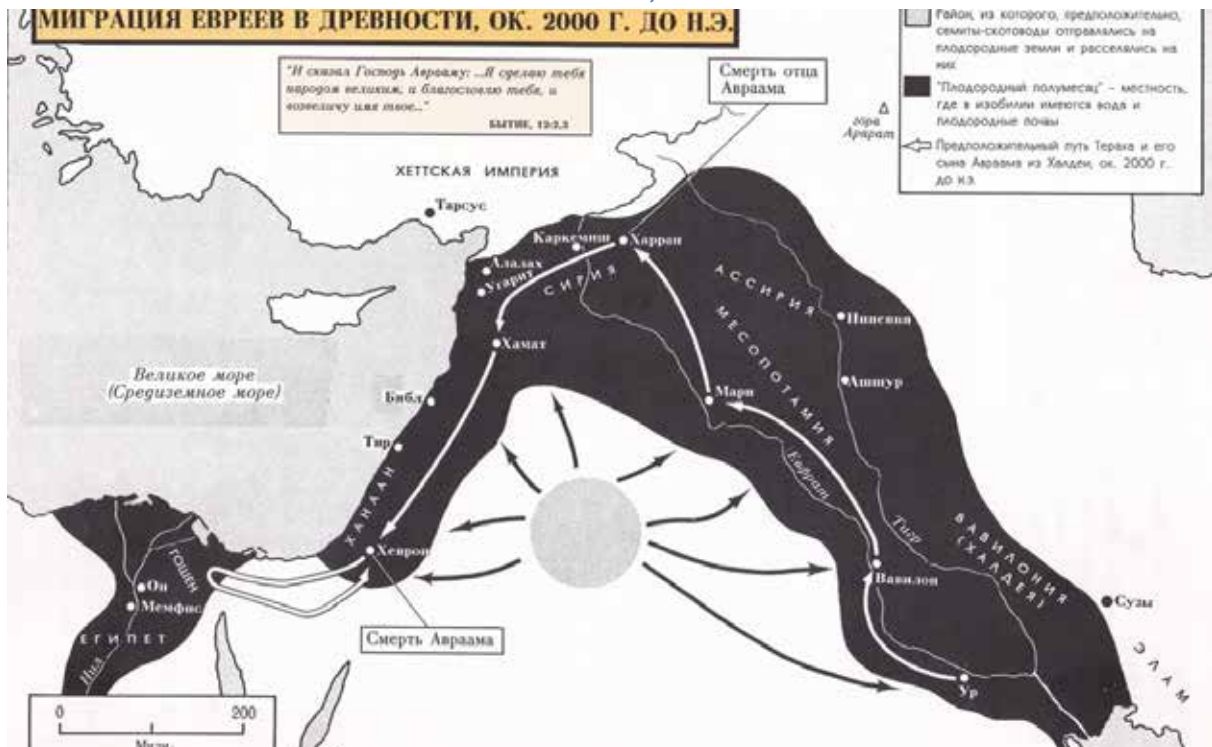 МИГРАЦИЯ ЕВРЕЕВ В ДРЕВНОСТИ, ОК. 2000 Г. ДО Н.Э.
"И сказал Господь Аврааму: ...Я сделаю тебя
народом великим, и благословлю тебя, и
возвеличу имя твое..."
БЫТИЕ, 12:2,3
Район, из которого, предположительно,
семиты-скотоводы отправлялись на
плодородные земли и расселялись на
них
"Плодородный полумесяц" – местность,
где в изобилии имеются вода и
плодородные почвы
Предположительный путь Тераха и его
сына Авраама из Халдеи, ок. 2000 г.
до н.э.
Смерть отца
Авраама
гора
Арарат
ХЕТТСКАЯ ИМПЕРИЯ
Тарсус
Каркемиш
Харран
Алалах
Угарит
СИРИЯ
АССИРИЯ
Ниневия
Хамат
МЕСОПОТАМИЯ
Ашшур
Великое море
(Средиземное море)
Библ
Мари
Тир
Евфрат
ХАНААН
Тигр
ВАВИЛОНИЯ
(ХАЛДЕЯ)
Хеврон
Вавилон
ГОШЕН
Он
Мемфис
Сузы
ЕГИПЕТ
Смерть Авраама
ЭЛАМ
Нил
Ур
0 200
Мили